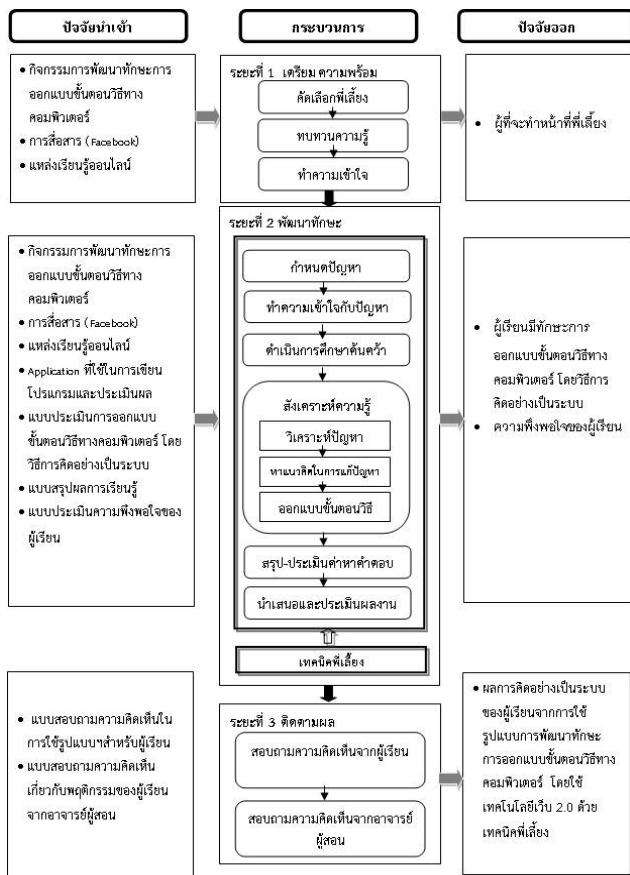 ปัจจัยนำเข้า
กระบวนการ
ปัจจัยออก
• กิจกรรมการพัฒนาทักษะการ
ออกแบบขั้นตอนวิธีทาง
คอมพิวเตอร์
• การสื่อสาร (Facebook)
• แหล่งเรียนรู้ออนไลน์
ระยะที่ 1 เตรียม ความพร้อม
คัดเลือกพี่เลี้ยง
ทบทวนความรู้
ทำความเข้าใจ
• ผู้ที่จะทำหน้าที่พี่เลี้ยง
• กิจกรรมการพัฒนาทักษะการ
ออกแบบขั้นตอนวิธีทาง
คอมพิวเตอร์
• การสื่อสาร (Facebook)
• แหล่งเรียนรู้ออนไลน์
• Application ที่ใช้ในการเขียน
โปรแกรมและประเมินผล
• แบบประเมินการออกแบบ
ขั้นตอนวิธีทางคอมพิวเตอร์ โดย
วิธีการคิดอย่างเป็นระบบ
• แบบสรุปผลการเรียนรู้
• แบบประเมินความพึงพอใจของ
ผู้เรียน
ระยะที่ 2 พัฒนาทักษะ
กำหนดปัญหา
ทำความเข้าใจกับปัญหา
ดำเนินการศึกษาค้นคว้า
สังเคราะห์ความรู้
วิเคราะห์ปัญหา
หาแนวคิดในการแก้ปัญหา
ออกแบบขั้นตอนวิธี
สรุป-ประเมินค่าหาคำตอบ
นำเสนอและประเมินผลงาน
เทคนิคพี่เลี้ยง
• ผู้เรียนมีทักษะการ
ออกแบบขั้นตอนวิธีทาง
คอมพิวเตอร์ โดยวิธีการ
คิดอย่างเป็นระบบ
• ความพึงพอใจของผู้เรียน
• แบบสอบถามความคิดเห็นใน
การใช้รูปแบบฯสำหรับผู้เรียน
• แบบสอบถามความคิดเห็น
เกี่ยวกับพฤติกรรมของผู้เรียน
จากอาจารย์ผู้สอน
ระยะที่ 3 ติดตามผล
สอบถามความคิดเห็นจากผู้เรียน
สอบถามความคิดเห็นจากอาจารย์
ผู้สอน
• ผลการคิดอย่างเป็นระบบ
ของผู้เรียนจากการใช้
รูปแบบการพัฒนาทักษะ
การออกแบบขั้นตอนวิธีทาง
คอมพิวเตอร์ โดยใช้
เทคโนโลยีเว็บ 2.0 ด้วย
เทคนิคพี่เลี้ยง